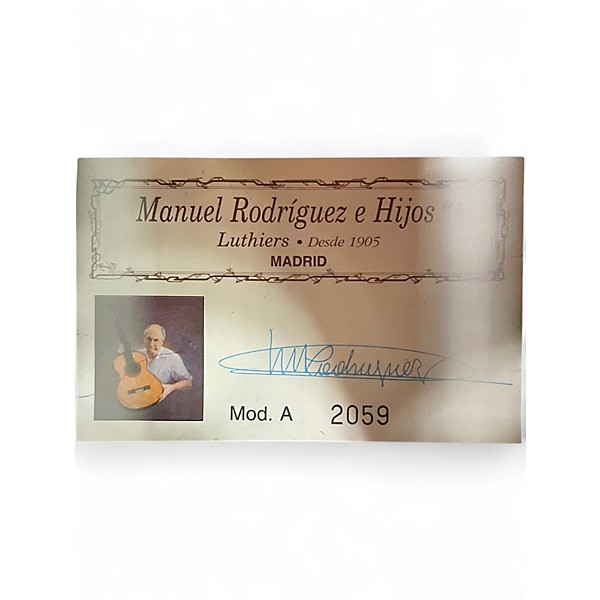 Manuel Rodríguez e Hijos
Luthiers • Desde 1905
MADRID
Mod. A 2059